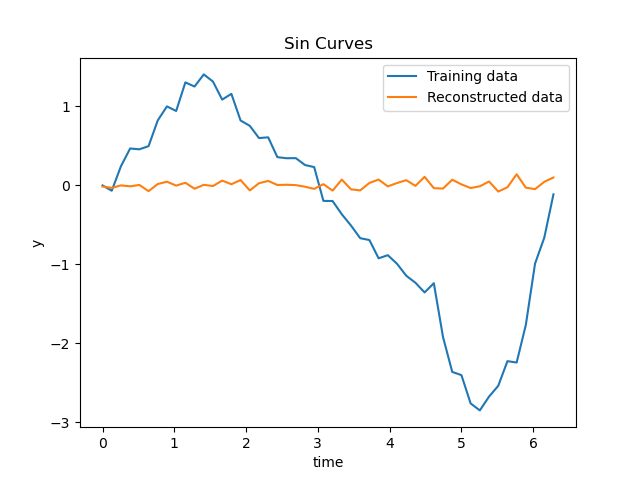 Sin Curves
Training data
Reconstructed data
1
0
−1
−2
−3
y
0 1 2 3 4 5 6
time